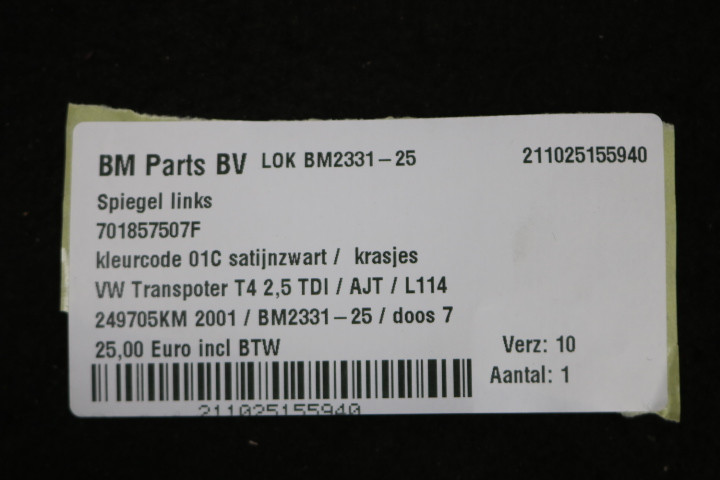 BM Parts BV LOK BM2331-25 211025155940
Spiegel links
701857507F
kleurcode 01C satijnzwart / krasjes
VW Transpoter T4 2,5 TDI / AJT / L114
249705KM 2001 / BM2331-25 / doos 7
25,00 Euro incl BTW Verz: 10
Aantal: 1
211025155940